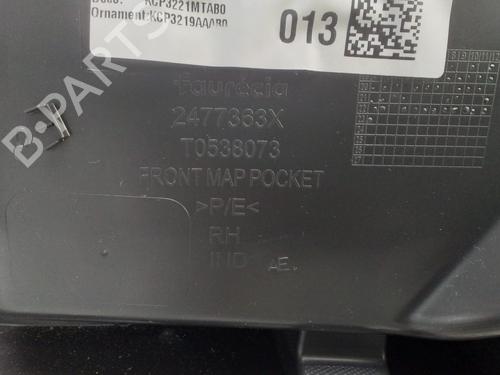 KCP3221MTAB0
Ornament:KCP3219AAAB0
013
faurecia
2477363X
T0538073
FRONT MAP POCKET
>P/E<
RH
IND AE
B-PARTS